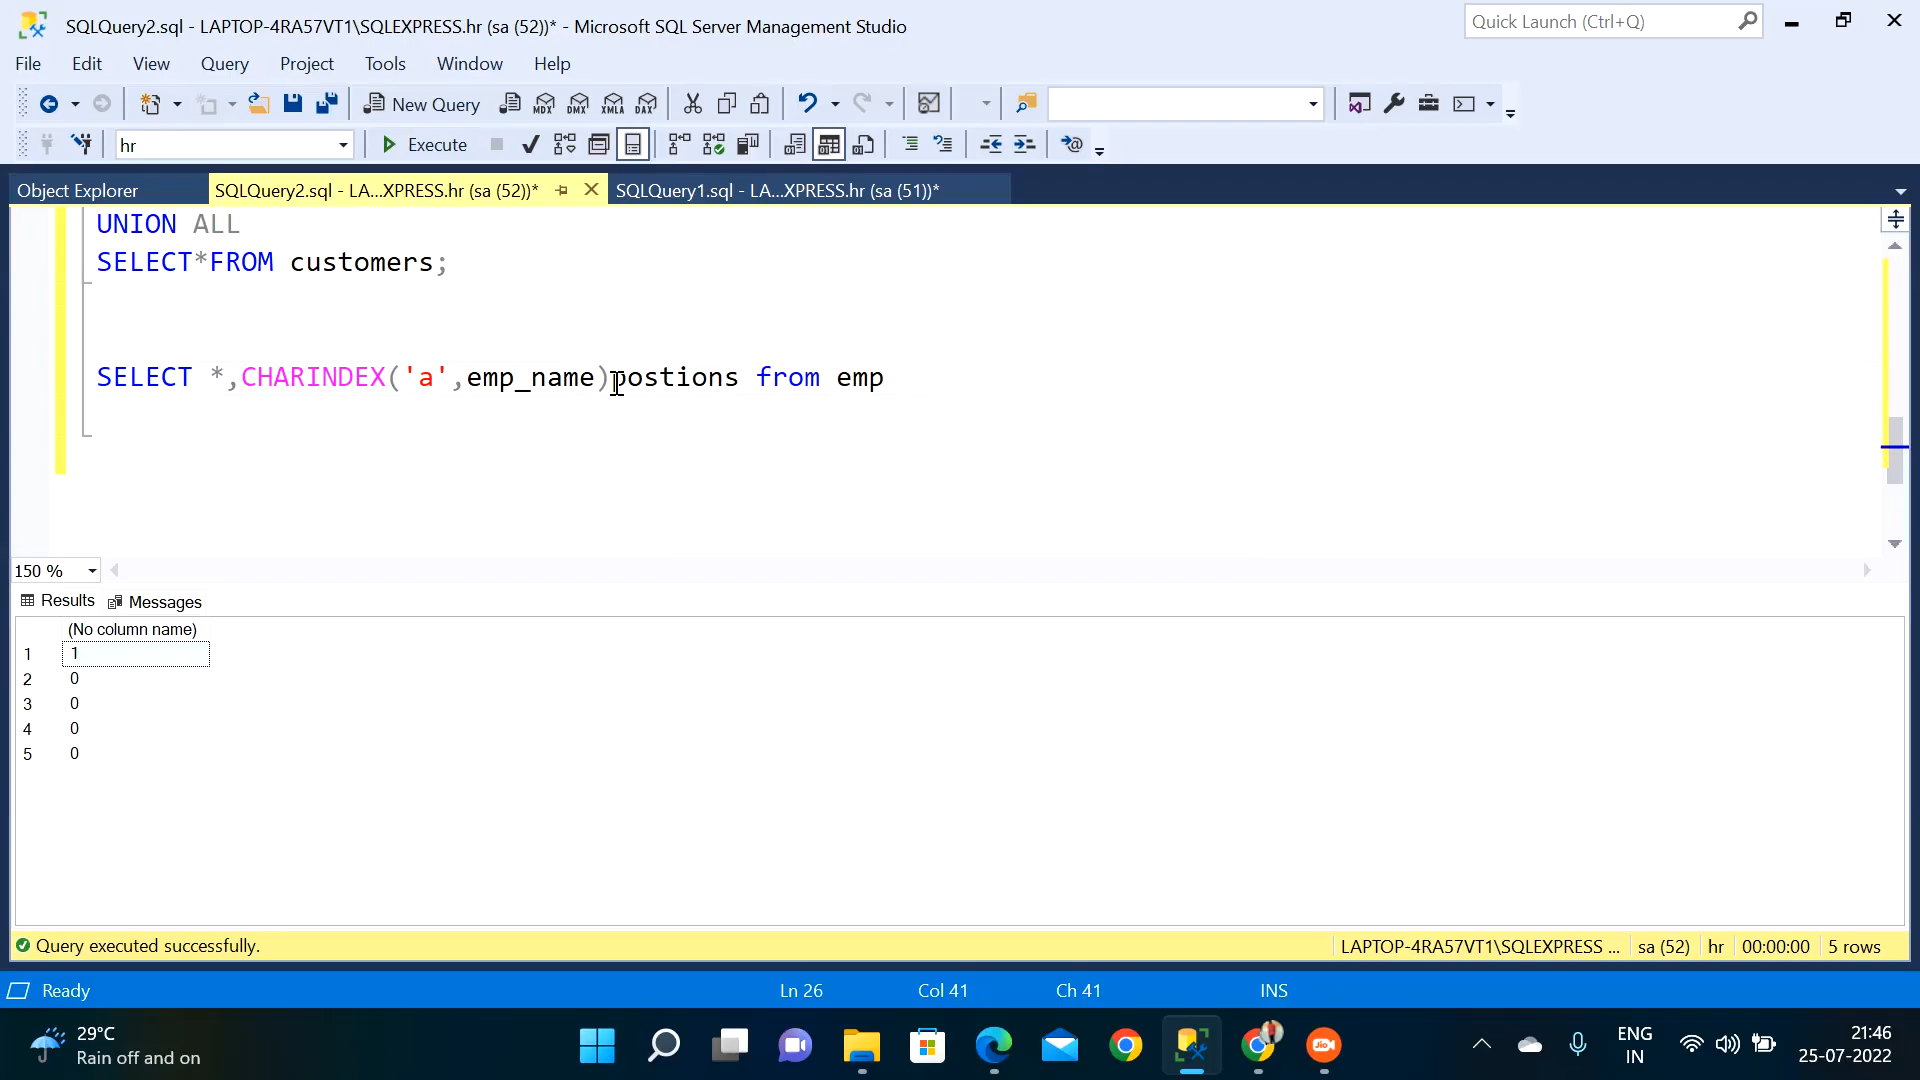 SQLQuery2.sql - LAPTOP-4RA57VT1\SQLEXPRESS.hr (sa (52))* - Microsoft SQL Server Management Studio
Quick Launch (Ctrl+Q)
File Edit View Query Project Tools Window Help
New Query MDX DMX XMLA DAX
hr Execute
Object Explorer SQLQuery2.sql - LA...XPRESS.hr (sa (52))* SQLQuery1.sql - LA...XPRESS.hr (sa (51))*
UNION ALL
SELECT*FROM customers;
SELECT *,CHARINDEX('a',emp_name)postions from emp
150 %
Results Messages
(No column name)
1 1
2 0
3 0
4 0
5 0
Query executed successfully. LAPTOP-4RA57VT1\SQLEXPRESS ... sa (52) hr 00:00:00 5 rows
Ready Ln 26 Col 41 Ch 41 INS
29°C
Rain off and on
Jio
ENG
IN
21:46
25-07-2022